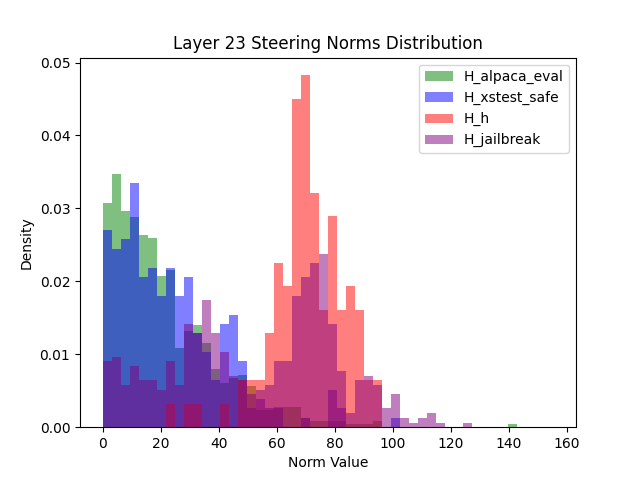 Layer 23 Steering Norms Distribution
0.05
0.04
0.03
0.02
0.01
0.00
Density
H_alpaca_eval
H_xstest_safe
H_h
H_jailbreak
0 20 40 60 80 100 120 140 160
Norm Value